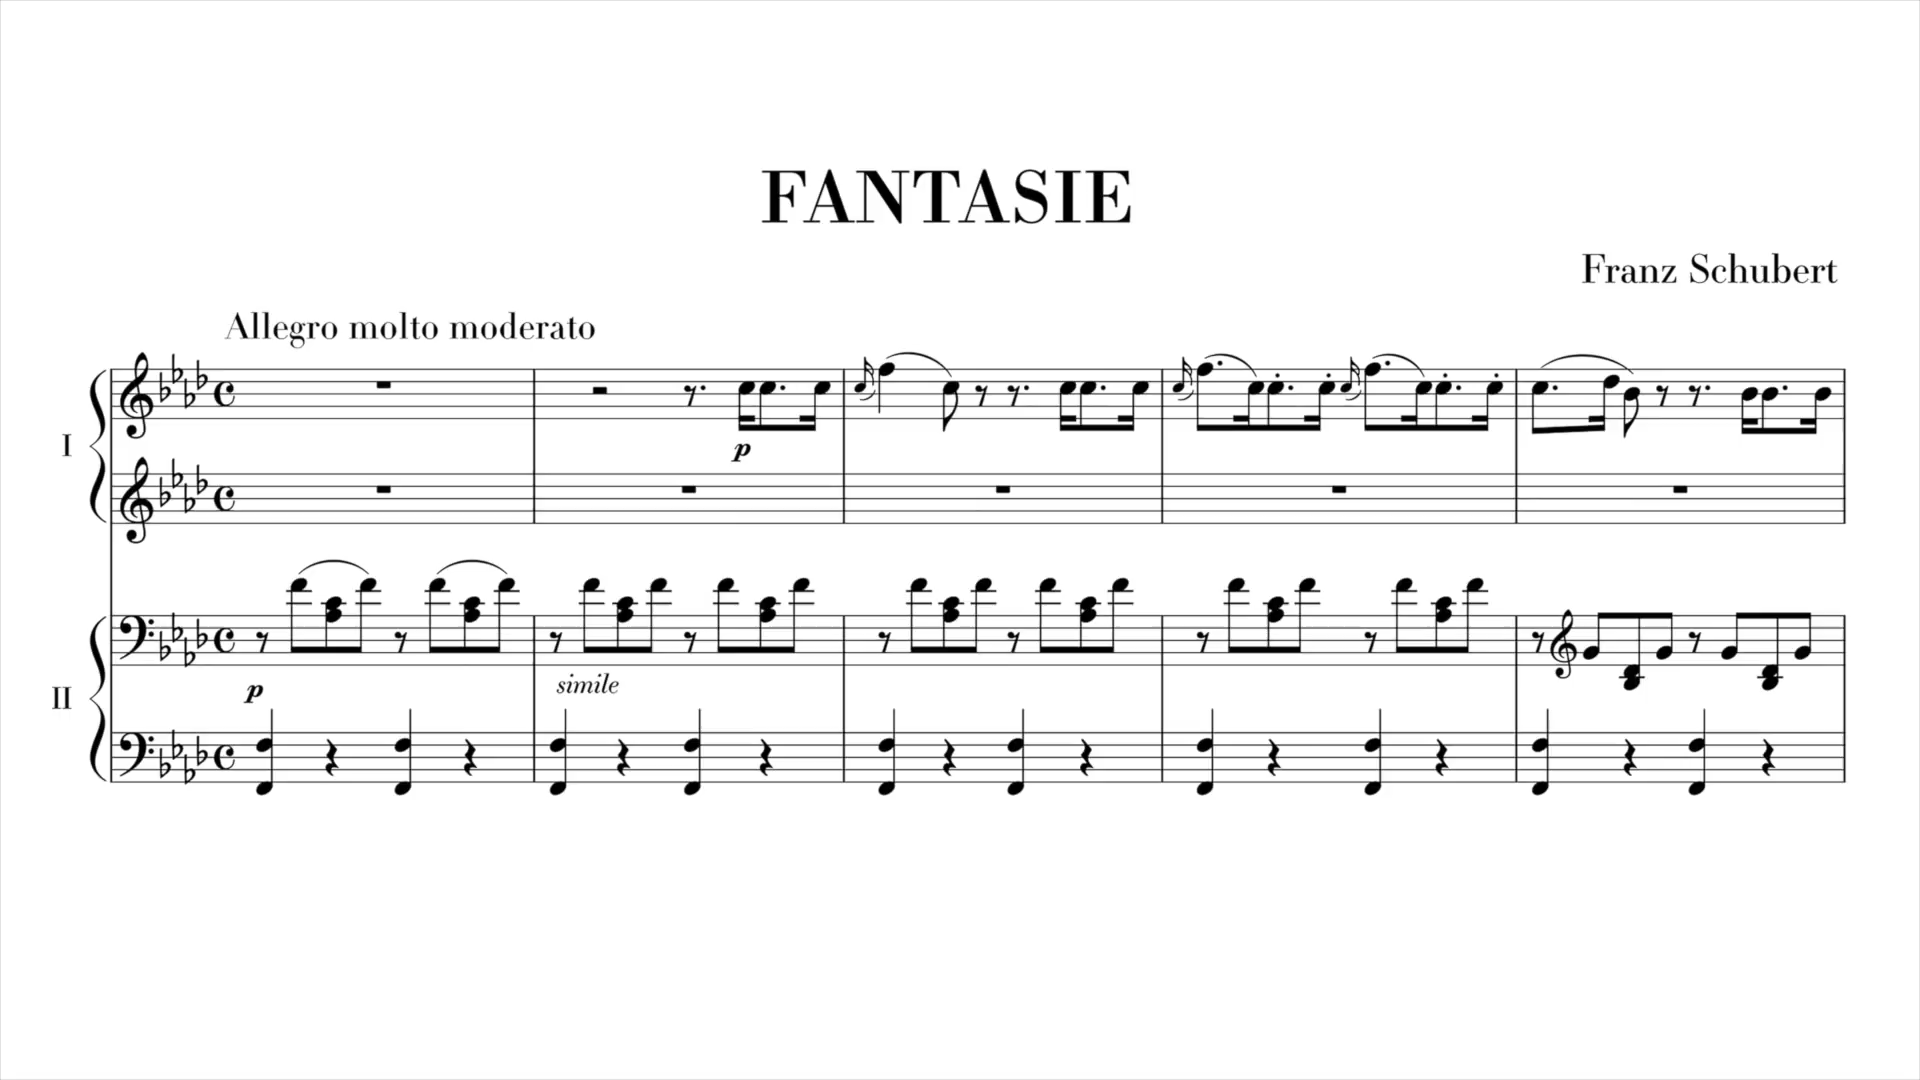 FANTASIE
Franz Schubert
Allegro molto moderato
I
p
p
simile
II